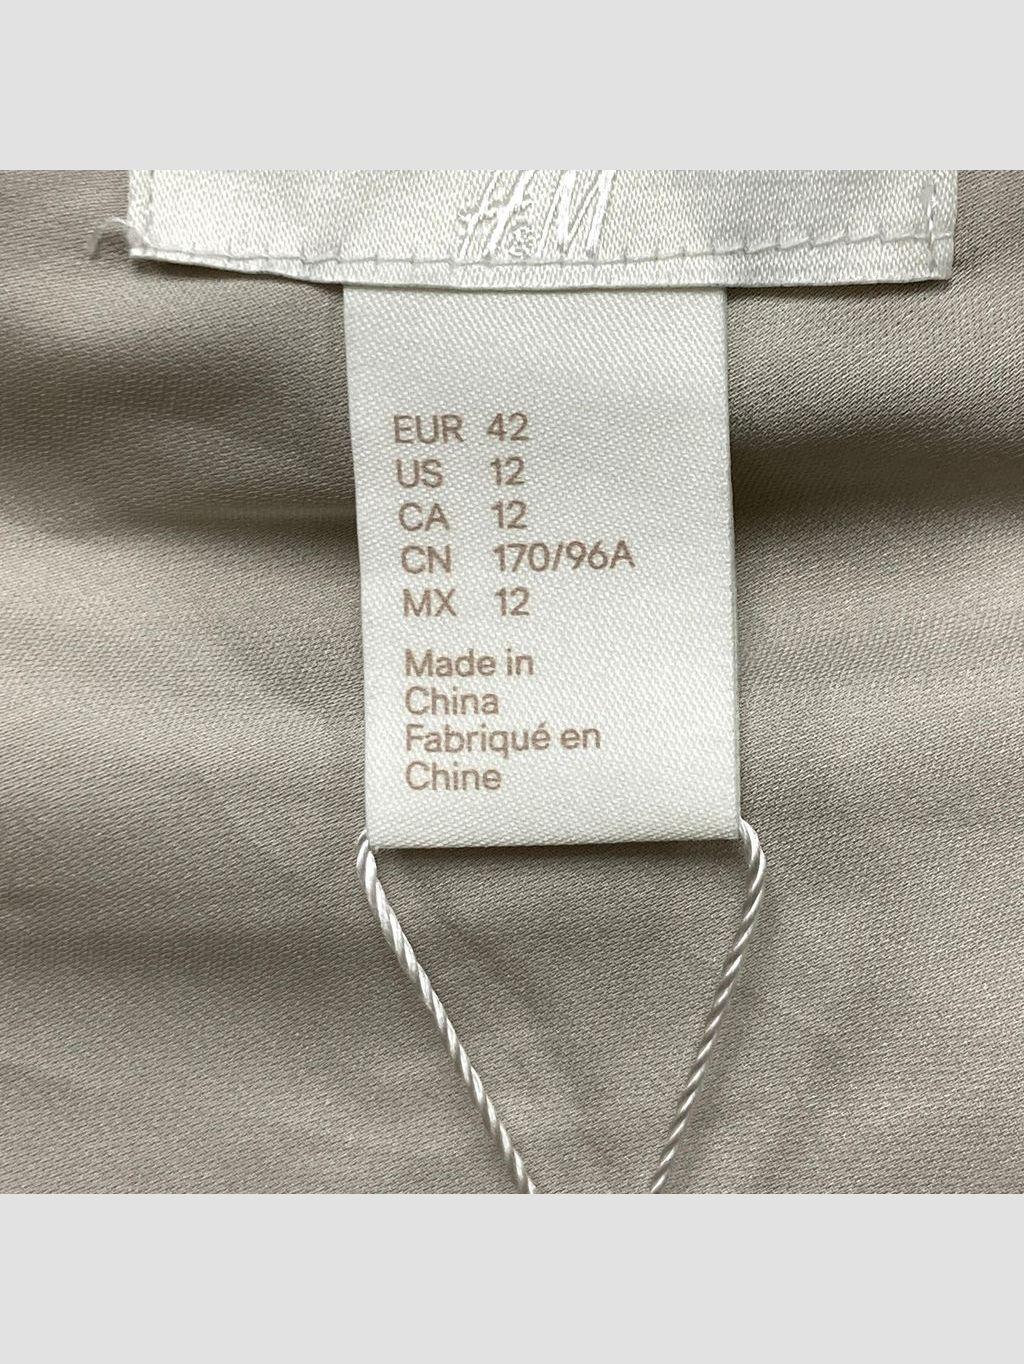 H&M
EUR 42
US 12
CA 12
CN 170/96A
MX 12
Made in
China
Fabriqué en
Chine